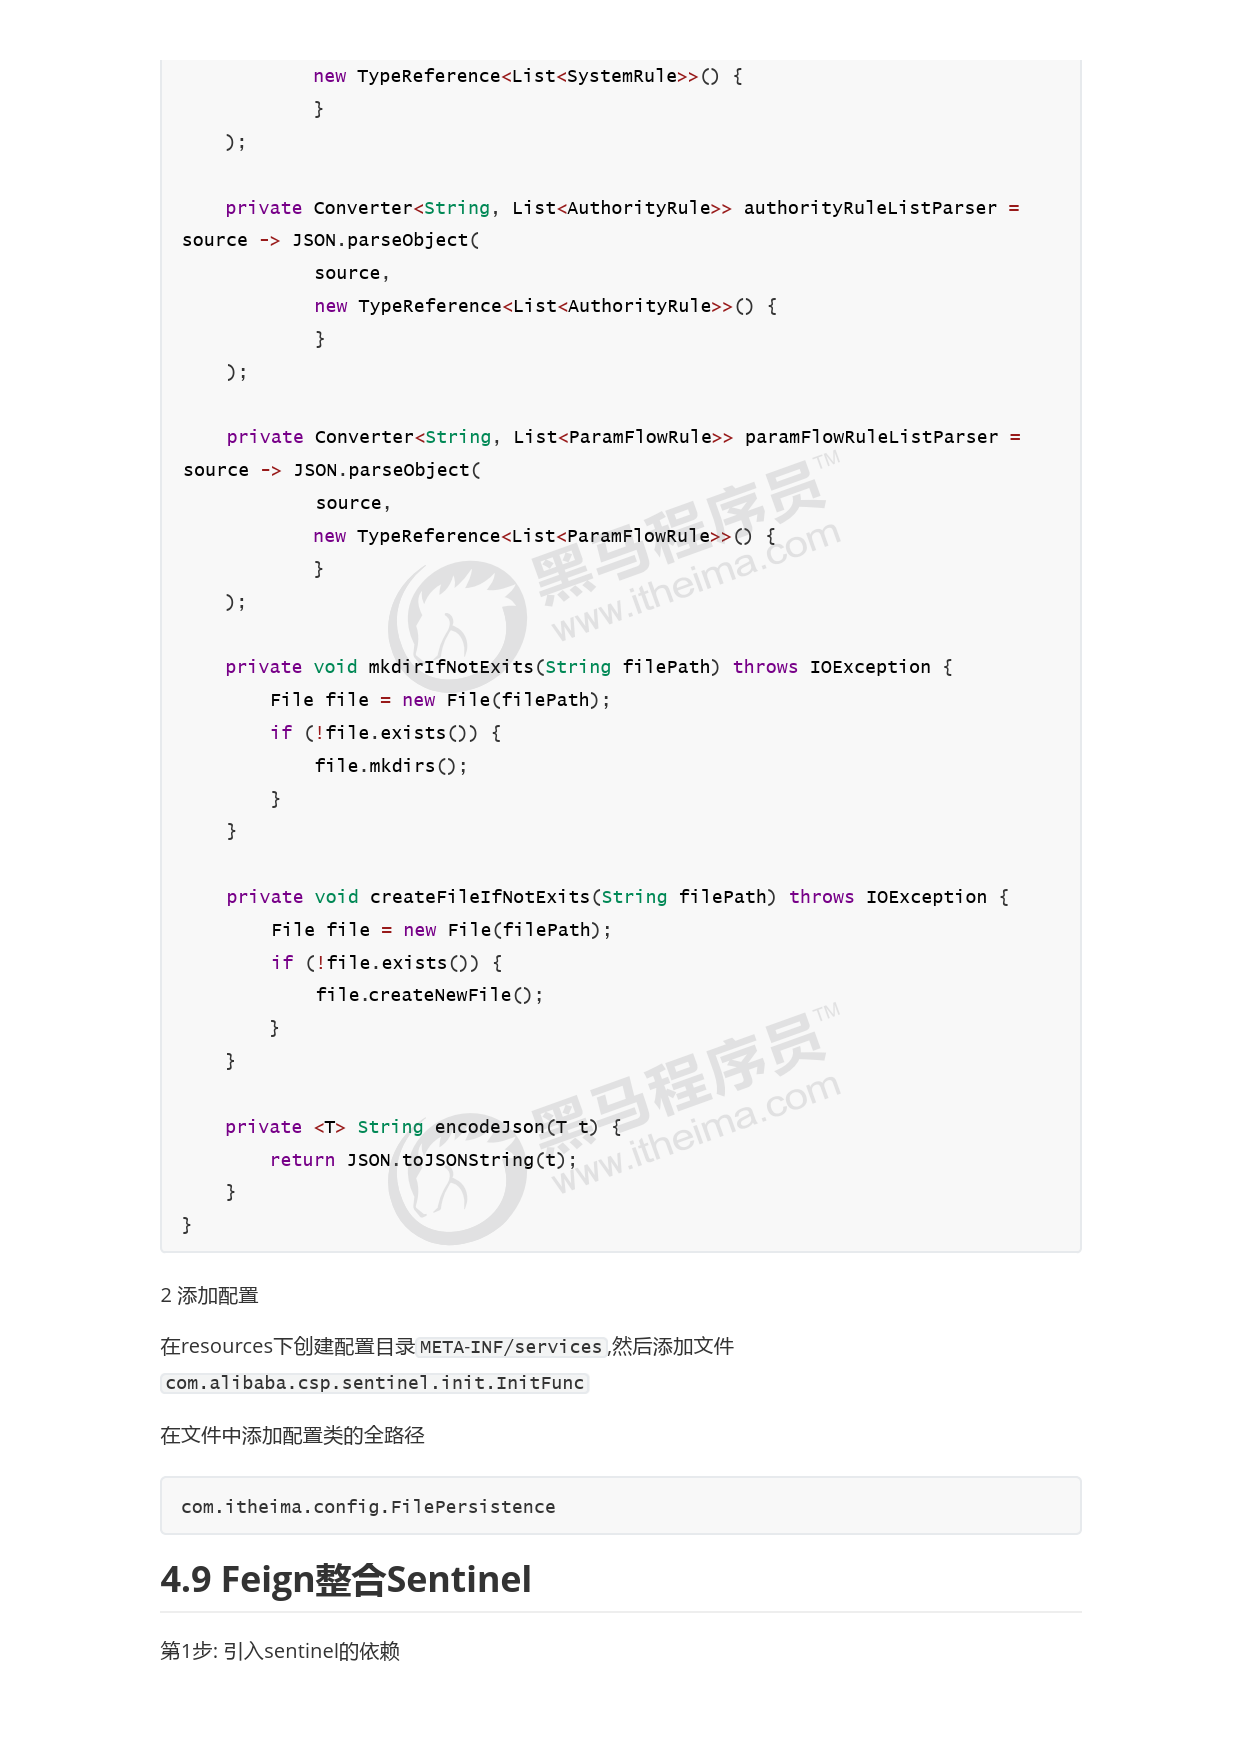 new TypeReference<List<SystemRule>>() {
            }
    );

    private Converter<String, List<AuthorityRule>> authorityRuleListParser =
source -> JSON.parseObject(
            source,
            new TypeReference<List<AuthorityRule>>() {
            }
    );

    private Converter<String, List<ParamFlowRule>> paramFlowRuleListParser =
source -> JSON.parseObject(
            source,
            new TypeReference<List<ParamFlowRule>>() {
            }
    );

    private void mkdirIfNotExits(String filePath) throws IOException {
        File file = new File(filePath);
        if (!file.exists()) {
            file.mkdirs();
        }
    }

    private void createFileIfNotExits(String filePath) throws IOException {
        File file = new File(filePath);
        if (!file.exists()) {
            file.createNewFile();
        }
    }

    private <T> String encodeJson(T t) {
        return JSON.toJSONString(t);
    }
}
黑马程序员™
www.itheima.com
黑马程序员™
www.itheima.com
2 添加配置
在resources下创建配置目录META-INF/services,然后添加文件
com.alibaba.csp.sentinel.init.InitFunc
在文件中添加配置类的全路径
com.itheima.config.FilePersistence
4.9 Feign整合Sentinel
第1步: 引入sentinel的依赖